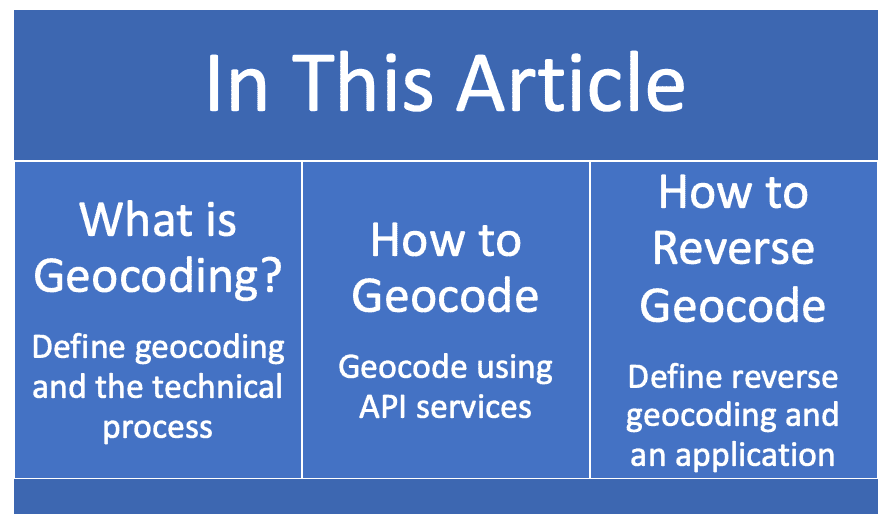 In This Article
What is
Geocoding?
Define geocoding
and the technical
process
How to
Geocode
Geocode using
API services
How to
Reverse
Geocode
Define reverse
geocoding and
an application